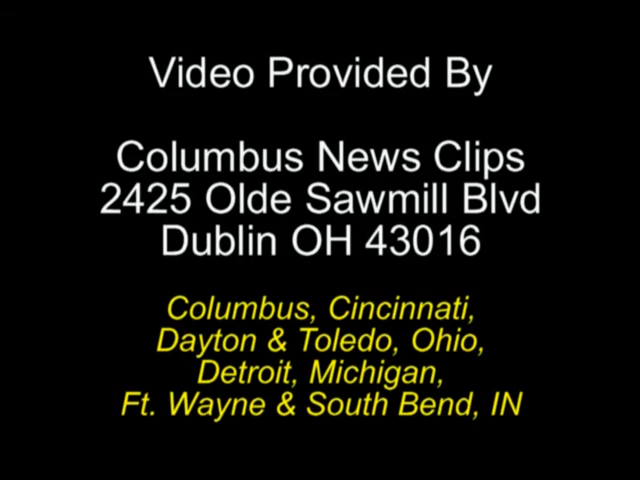 Video Provided By
Columbus News Clips
2425 Olde Sawmill Blvd
Dublin OH 43016
Columbus, Cincinnati,
Dayton & Toledo, Ohio,
Detroit, Michigan,
Ft. Wayne & South Bend, IN